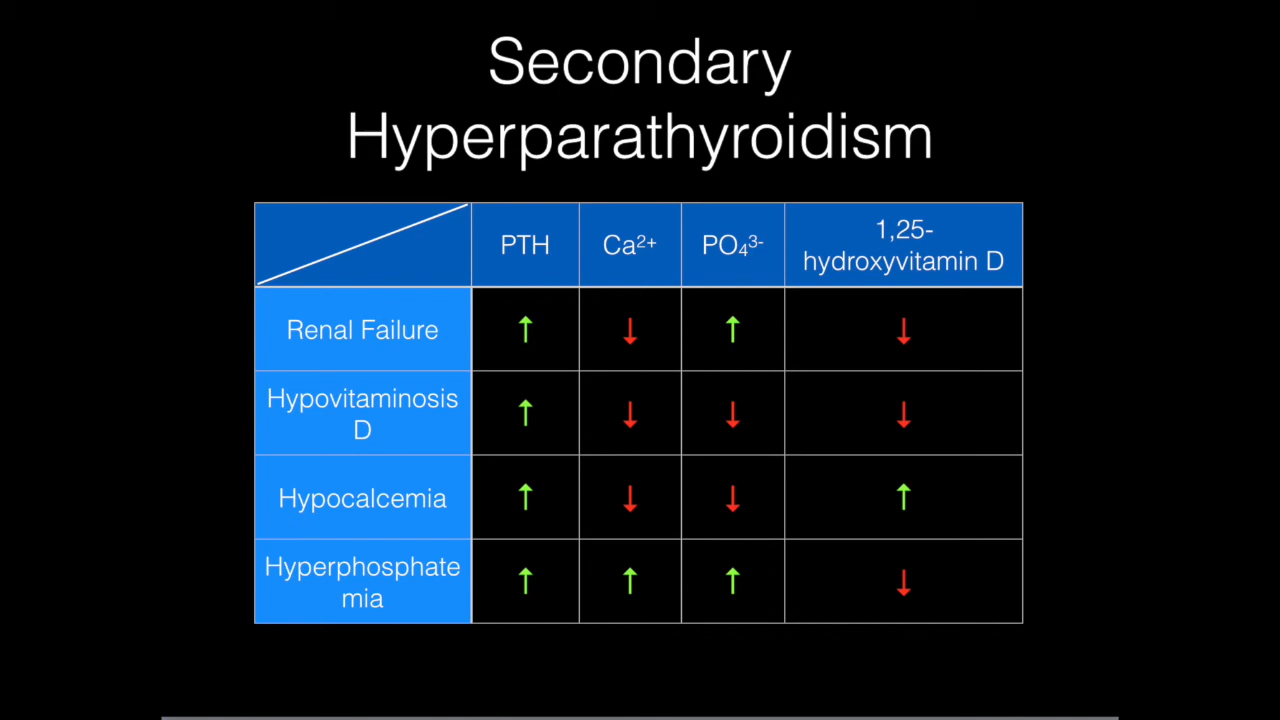 Secondary
Hyperparathyroidism
PTH Ca²⁺ PO₄³⁻ 1,25-
hydroxyvitamin D
Renal Failure ↑ ↓ ↑ ↓
Hypovitaminosis
D ↑ ↓ ↓ ↓
Hypocalcemia ↑ ↓ ↓ ↑
Hyperphosphate
mia ↑ ↑ ↑ ↓